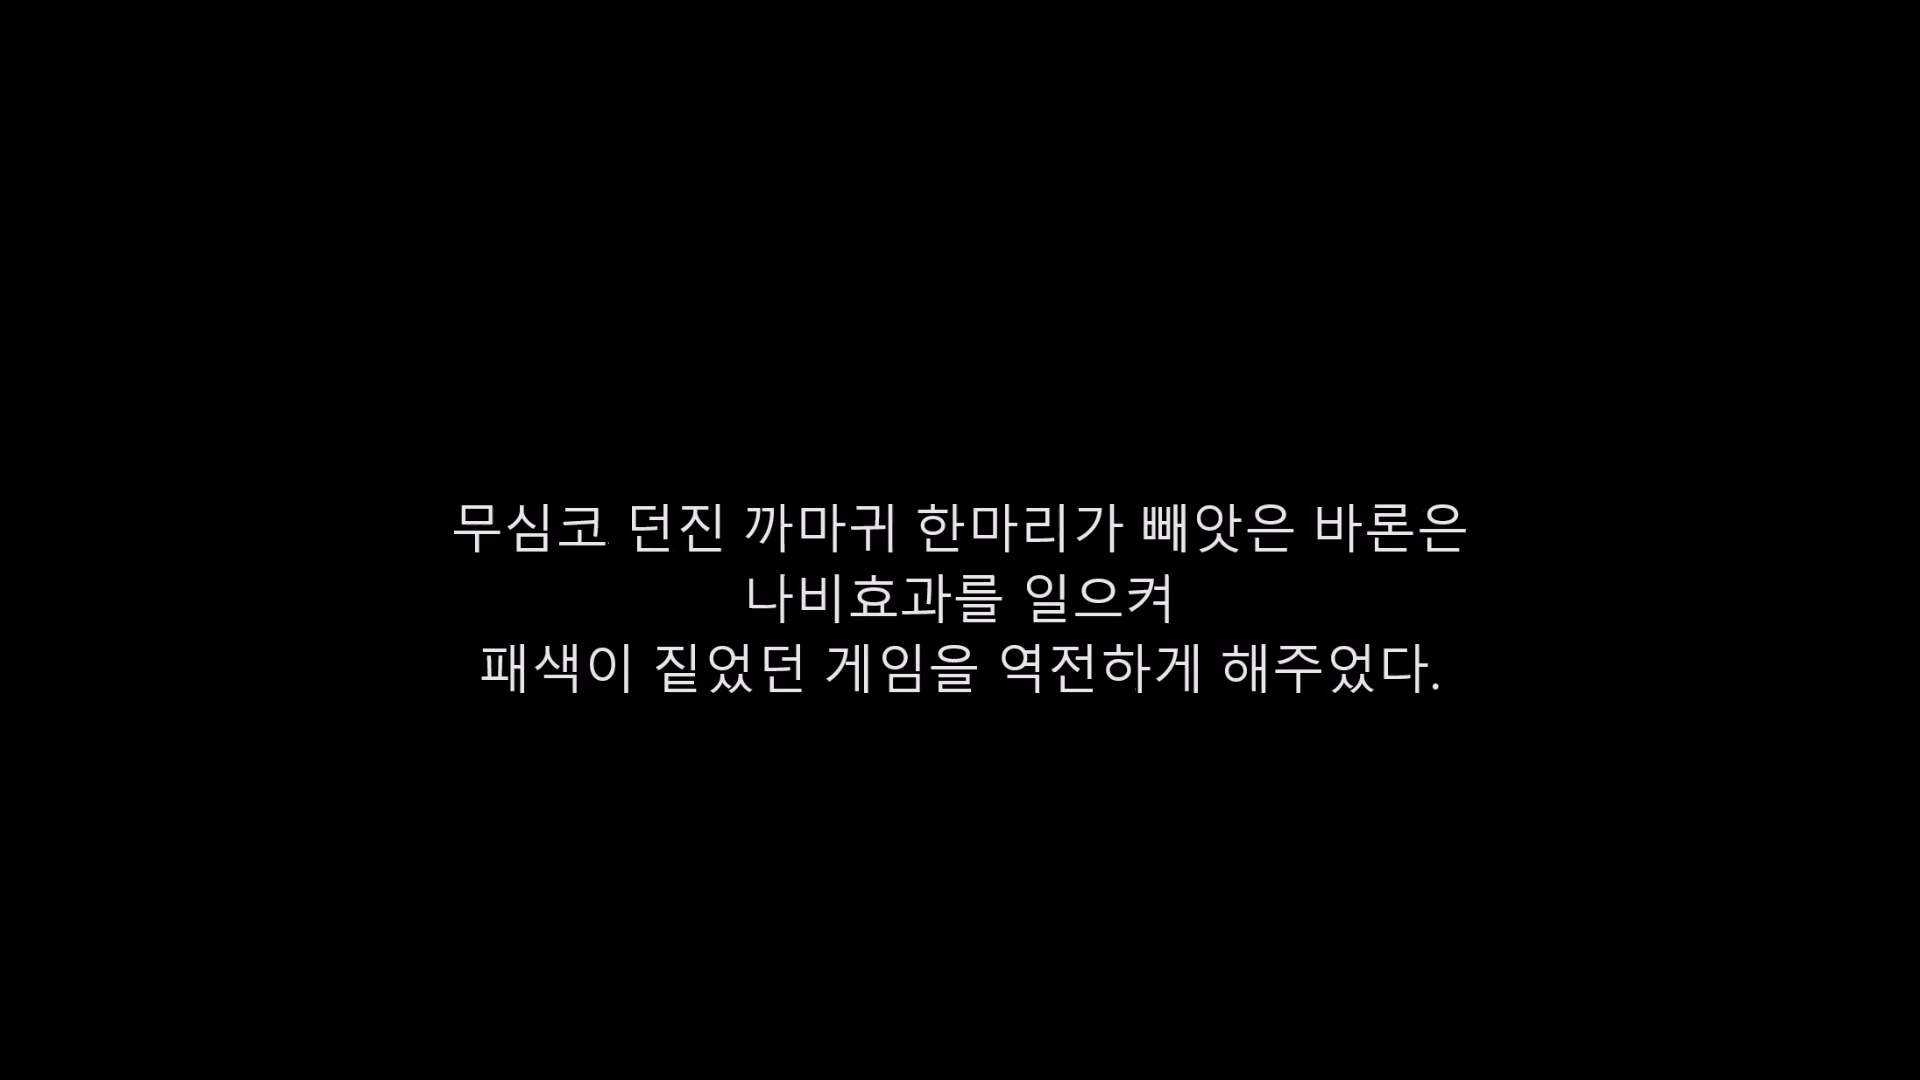 무심코 던진 까마귀 한마리가 빼앗은 바론은
나비효과를 일으켜
패색이 짙었던 게임을 역전하게 해주었다.